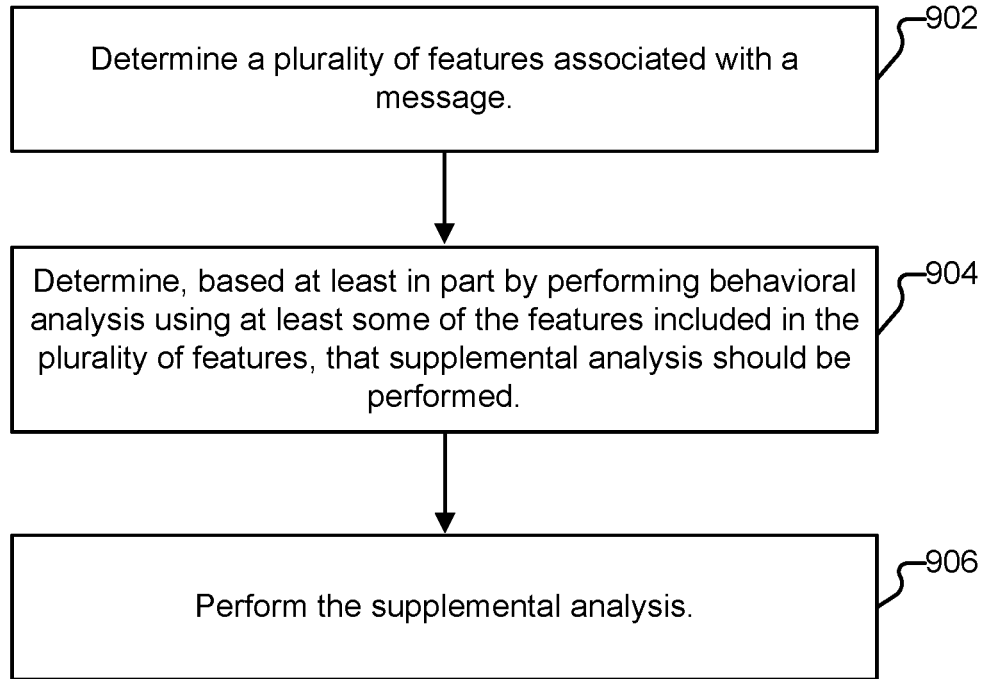 902
Determine a plurality of features associated with a
message.
904
Determine, based at least in part by performing behavioral
analysis using at least some of the features included in the
plurality of features, that supplemental analysis should be
performed.
906
Perform the supplemental analysis.